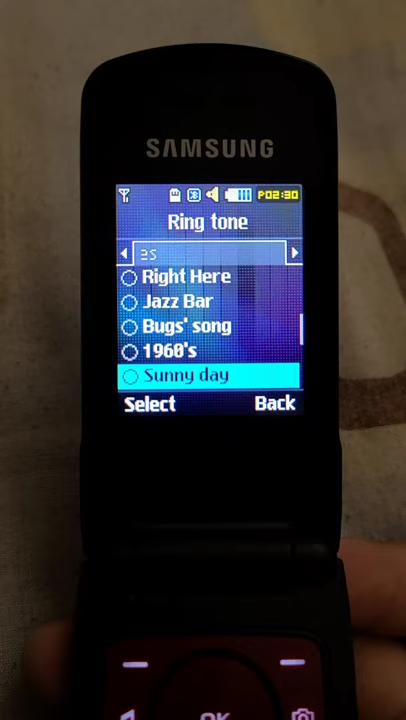 SAMSUNG
P02:30
Ring tone
Right Here
Jazz Bar
Bugs' song
1960's
Sunny day
Select Back
OK